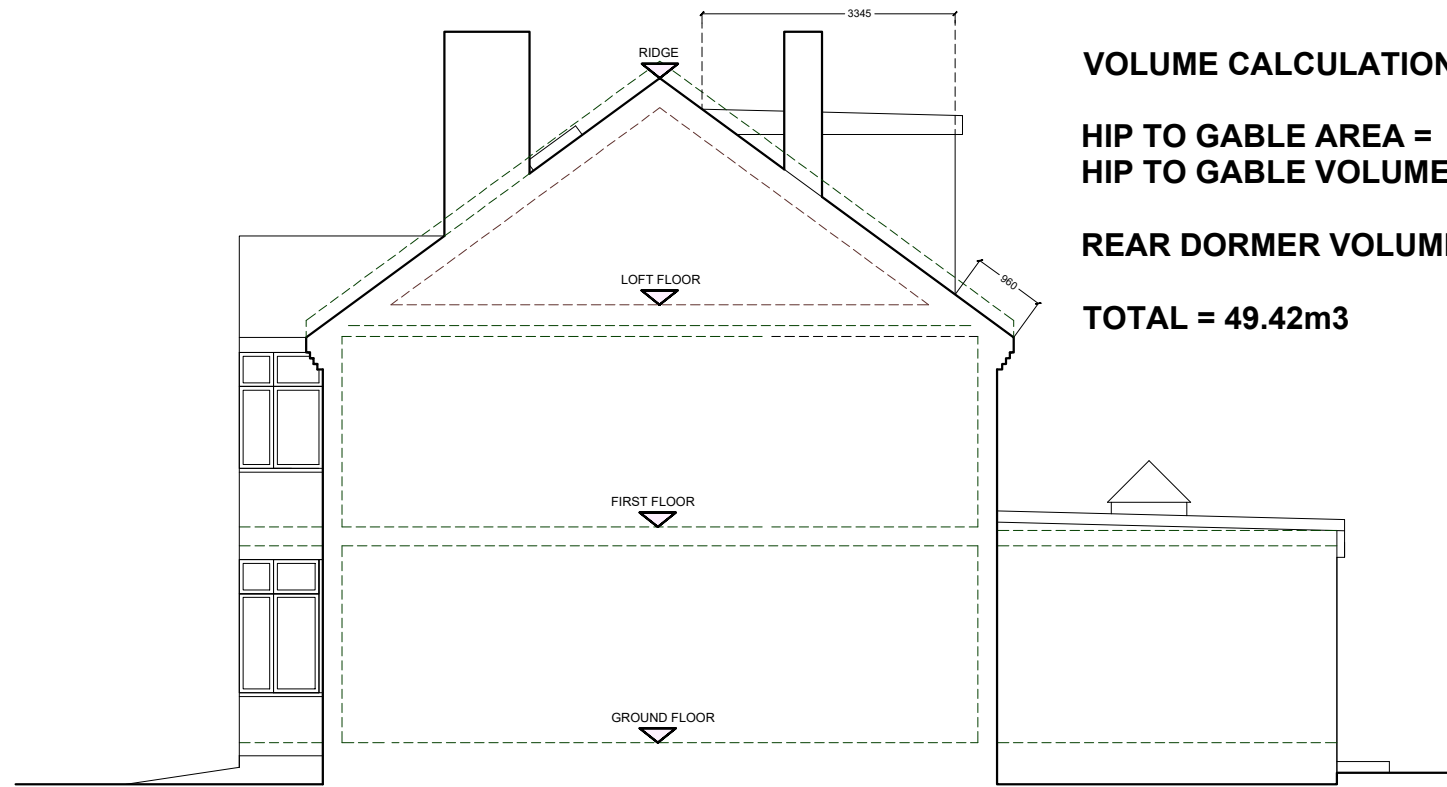 3345
RIDGE
VOLUME CALCULATION
HIP TO GABLE AREA =
HIP TO GABLE VOLUME
REAR DORMER VOLUM
LOFT FLOOR
960
TOTAL = 49.42m3
FIRST FLOOR
GROUND FLOOR